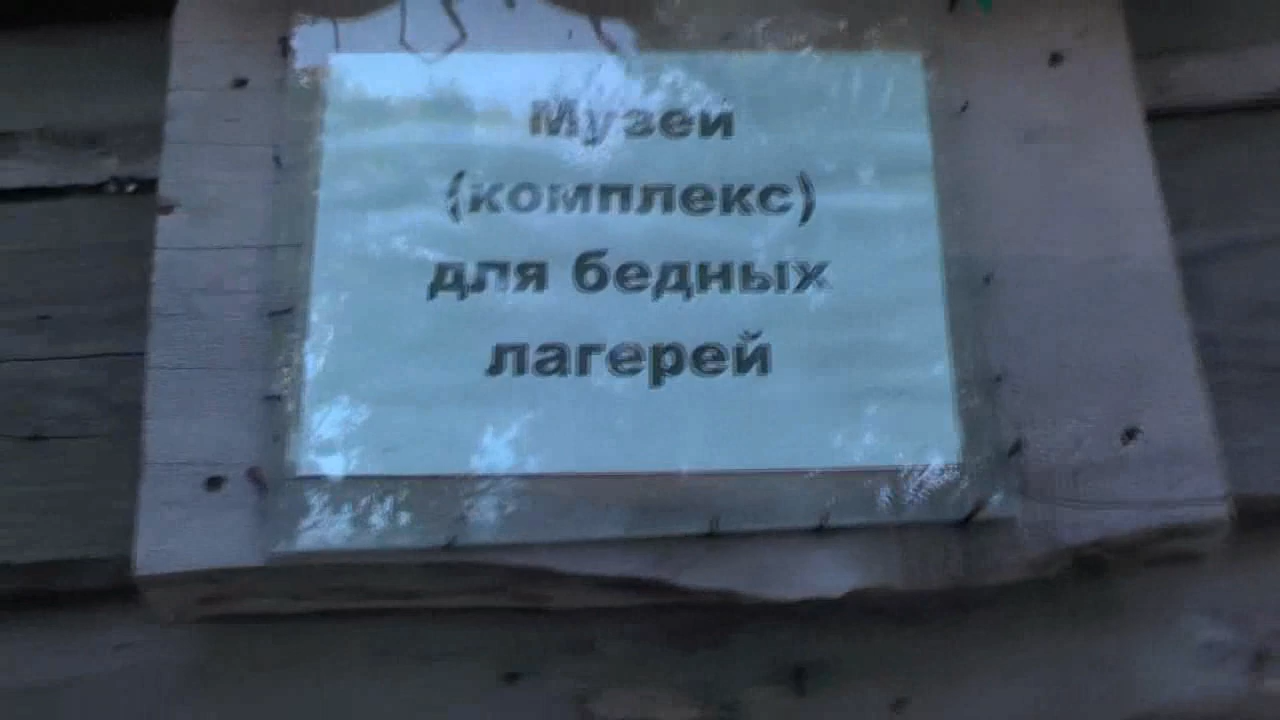 Музей
(комплекс)
для бедных
лагерей